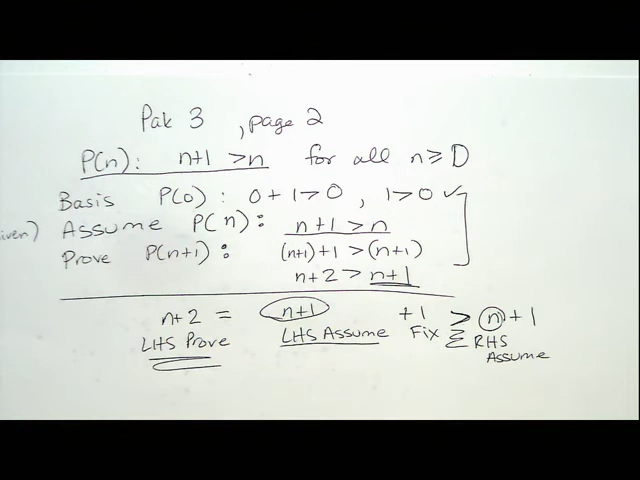 Pak 3 , page 2
P(n): n+1 > n for all n ≥ 0
Basis P(0): 0+1>0, 1>0 ✓
iven) Assume P(n): n+1 > n
Prove P(n+1): (n+1)+1 > (n+1)
n+2 > n+1
n+2 = n+1 +1 > n + 1
LHS Prove LHS Assume Fix RHS
Assume